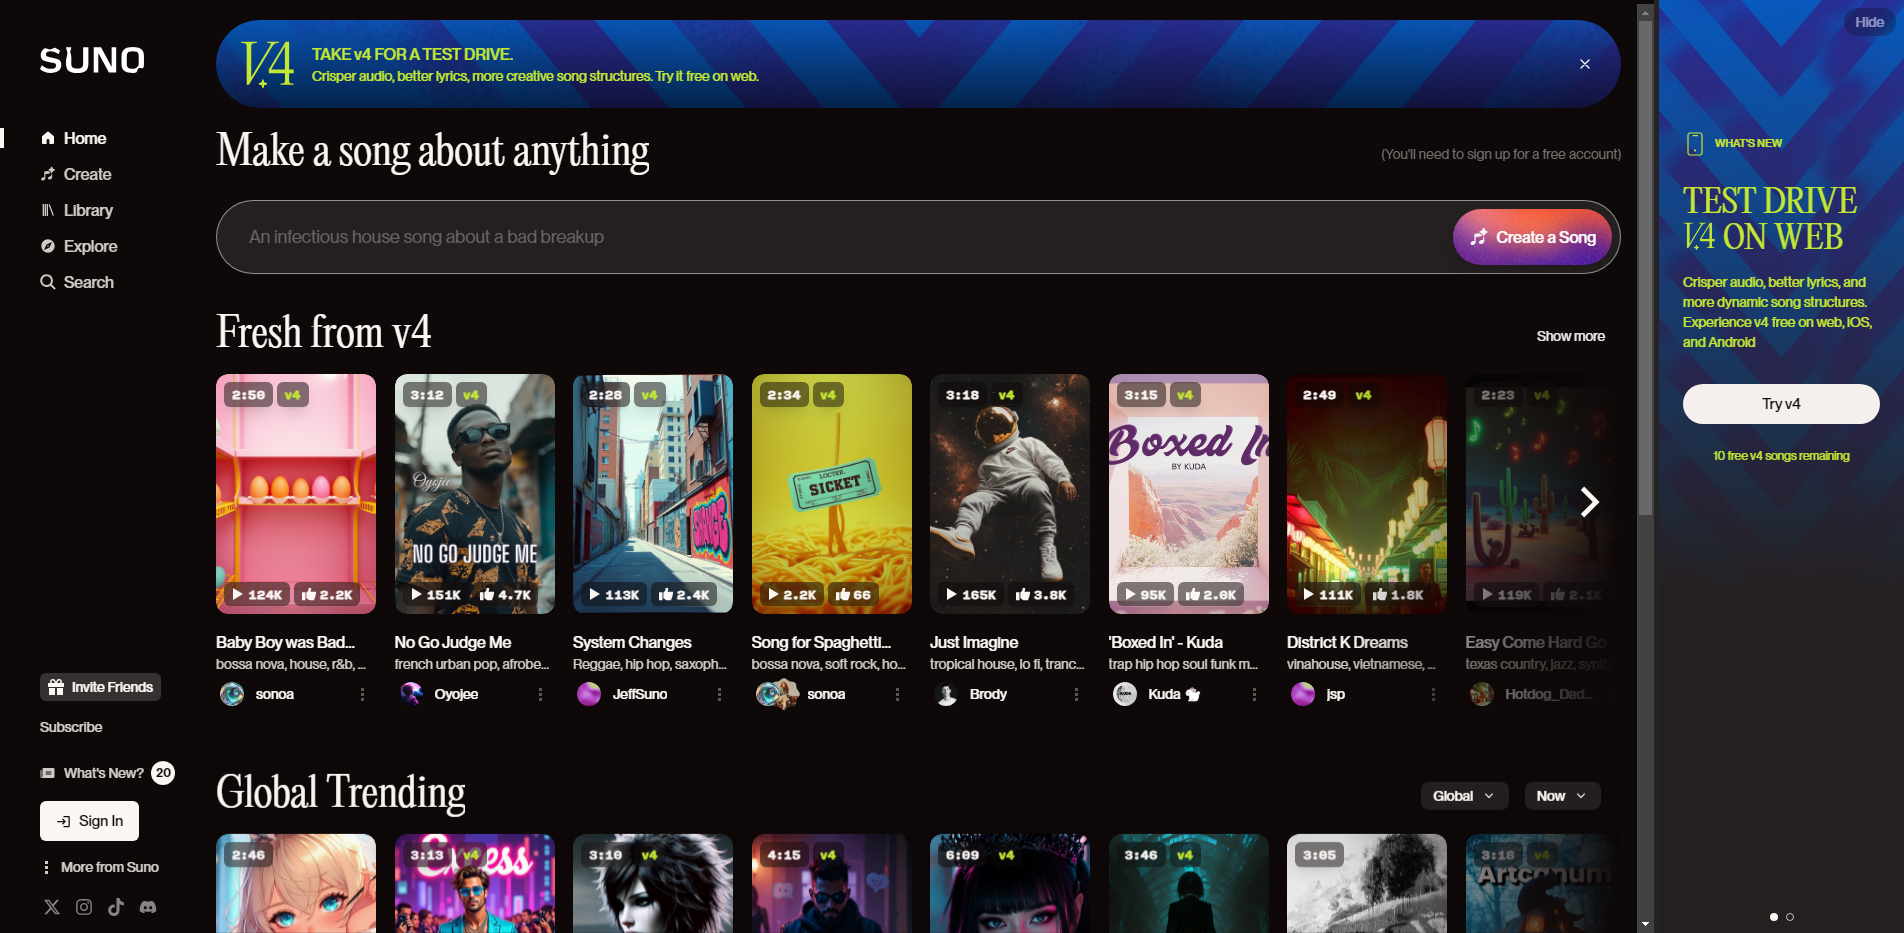 SUNO
Home
Create
Library
Explore
Search
Invite Friends
Subscribe
What's New? 20
Sign In
More from Suno
V4
TAKE v4 FOR A TEST DRIVE.
Crisper audio, better lyrics, more creative song structures. Try it free on web.
Make a song about anything
(You'll need to sign up for a free account)
An infectious house song about a bad breakup
Create a Song
Fresh from v4
Show more
2:50 v4
124K 2.2K
Baby Boy was Bad...
bossa nova, house, r&b, ...
sonoa
3:12 v4
Oyojee
NO GO JUDGE ME
151K 4.7K
No Go Judge Me
french urban pop, afrobe...
Oyojee
2:28 v4
113K 2.4K
System Changes
Reggae, hip hop, saxoph...
JeffSuno
2:34 v4
LOCTER
SICKET
2.2K 66
Song for Spaghetti...
bossa nova, soft rock, ho...
sonoa
3:18 v4
165K 3.8K
Just Imagine
tropical house, lo fi, tranc...
Brody
3:15 v4
Boxed In
BY KUDA
95K 2.0K
'Boxed In' - Kuda
trap hip hop soul funk m...
Kuda
2:49 v4
111K 1.8K
District K Dreams
vinahouse, vietnamese, ...
jsp
2:23 v4
119K 2.1K
Easy Come Hard Go
texas country, jazz, synth
Hotdog_Dad...
Global Trending
Global
Now
2:46
3:13 v4
3:10 v4
4:15 v4
6:09 v4
3:46 v4
3:05
3:18 v4
Hide
WHAT'S NEW
TEST DRIVE
V4 ON WEB
Crisper audio, better lyrics, and
more dynamic song structures.
Experience v4 free on web, iOS,
and Android
Try v4
10 free v4 songs remaining